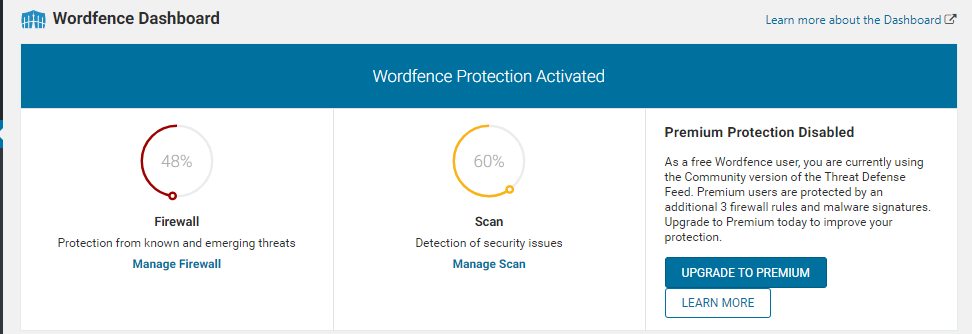 Wordfence Dashboard
Learn more about the Dashboard
Wordfence Protection Activated
48%
Firewall
Protection from known and emerging threats
Manage Firewall
60%
Scan
Detection of security issues
Manage Scan
Premium Protection Disabled
As a free Wordfence user, you are currently using
the Community version of the Threat Defense
Feed. Premium users are protected by an
additional 3 firewall rules and malware signatures.
Upgrade to Premium today to improve your
protection.
UPGRADE TO PREMIUM
LEARN MORE